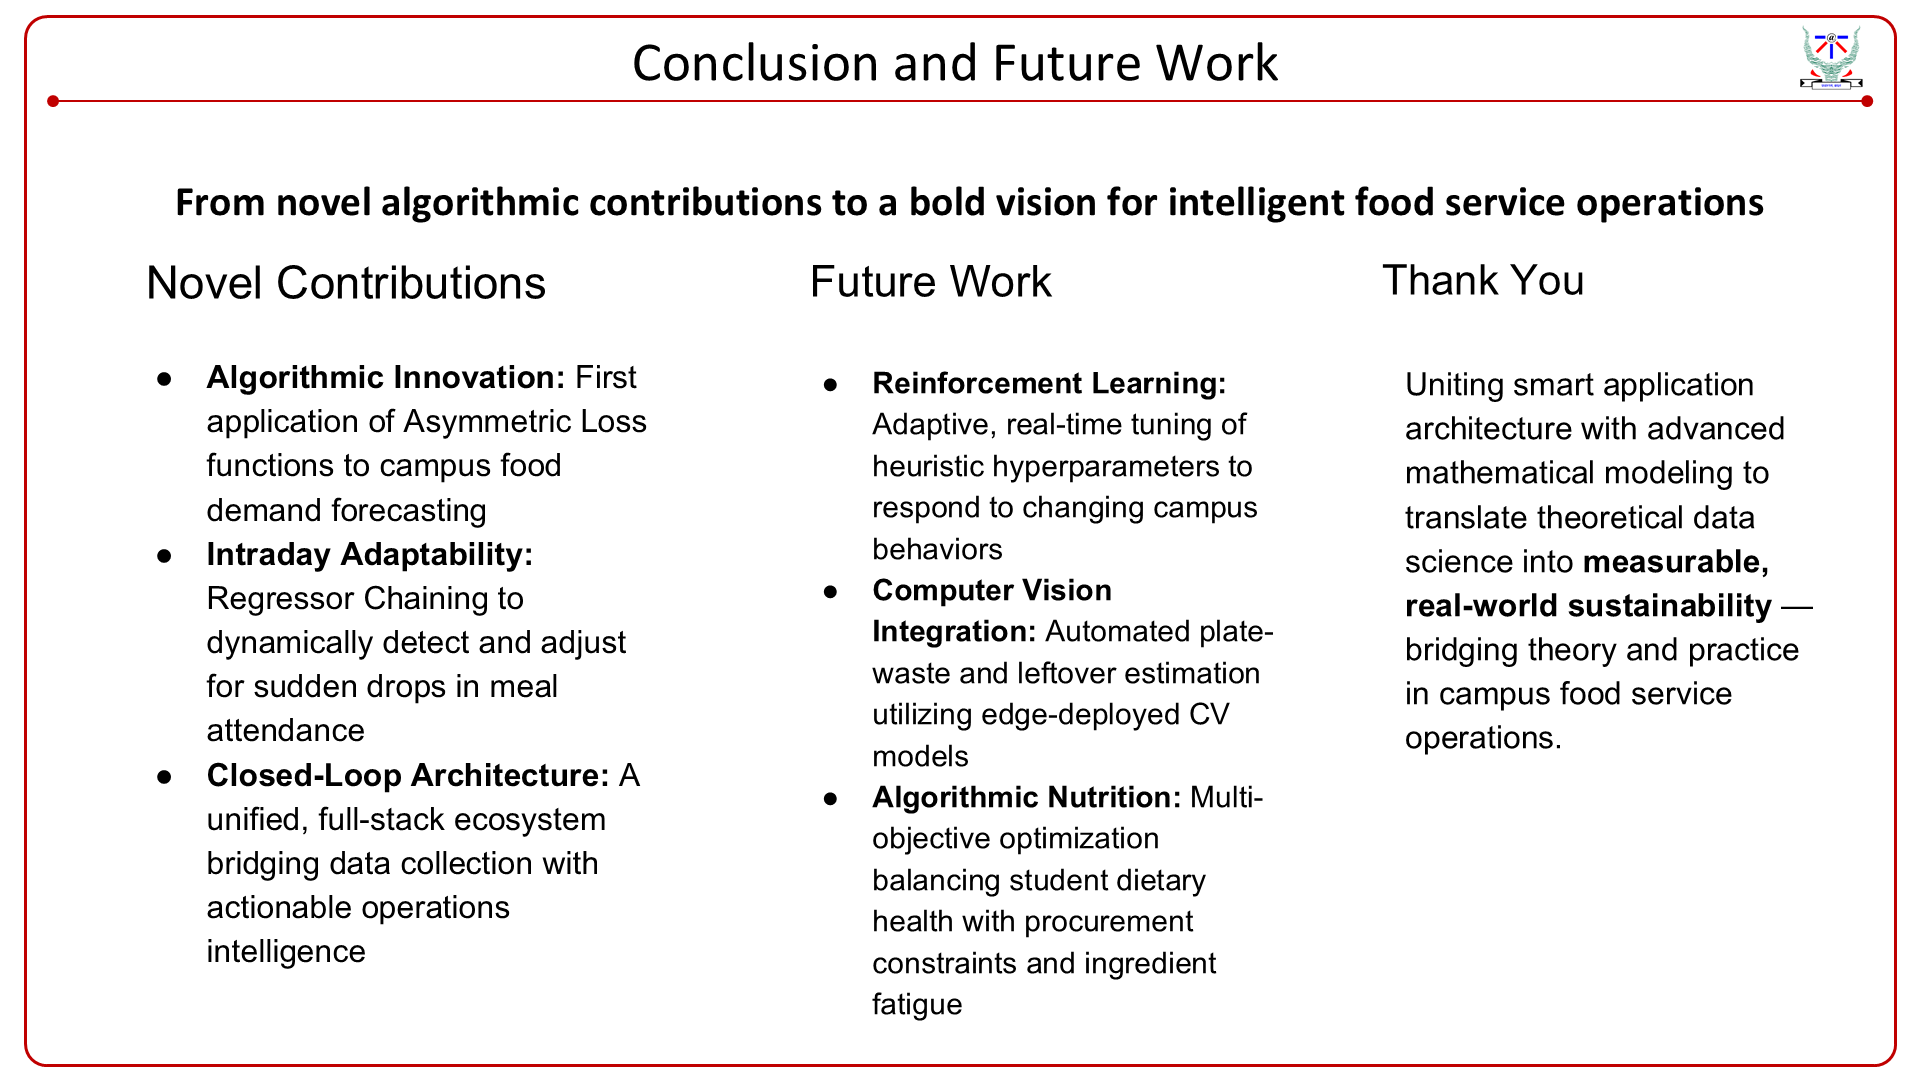 Conclusion and Future Work
From novel algorithmic contributions to a bold vision for intelligent food service operations
Novel Contributions
● Algorithmic Innovation: First
application of Asymmetric Loss
functions to campus food
demand forecasting
● Intraday Adaptability:
Regressor Chaining to
dynamically detect and adjust
for sudden drops in meal
attendance
● Closed-Loop Architecture: A
unified, full-stack ecosystem
bridging data collection with
actionable operations
intelligence
Future Work
● Reinforcement Learning:
Adaptive, real-time tuning of
heuristic hyperparameters to
respond to changing campus
behaviors
● Computer Vision
Integration: Automated plate-
waste and leftover estimation
utilizing edge-deployed CV
models
● Algorithmic Nutrition: Multi-
objective optimization
balancing student dietary
health with procurement
constraints and ingredient
fatigue
Thank You
Uniting smart application
architecture with advanced
mathematical modeling to
translate theoretical data
science into measurable,
real-world sustainability —
bridging theory and practice
in campus food service
operations.